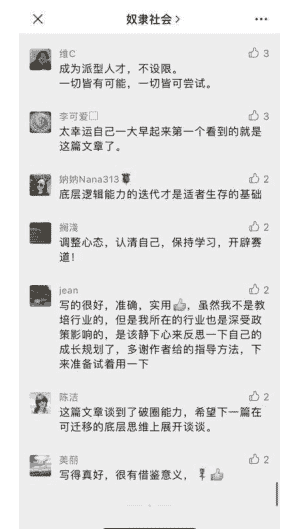 奴隶社会>
维C
3
成为派型人才，不设限。
一切皆有可能，一切皆可尝试。
李可爱
3
太幸运自己一大早起来第一个看到的就是
这篇文章了。
妠妠Nana313
2
底层逻辑能力的迭代才是适者生存的基础
搁淺
2
调整心态，认清自己，保持学习，开辟赛
道！
jean
2
写的很好，准确，实用👍，虽然我不是教
培行业的，但是我所在的行业也是深受政
策影响的，是该静下心来反思一下自己的
成长规划了，多谢作者给的指导方法，下
来准备试着用一下
陈洁
2
这篇文章谈到了破圈能力，希望下一篇在
可迁移的底层思维上展开谈谈。
美丽
2
写得真好，很有借鉴意义，🌹👍